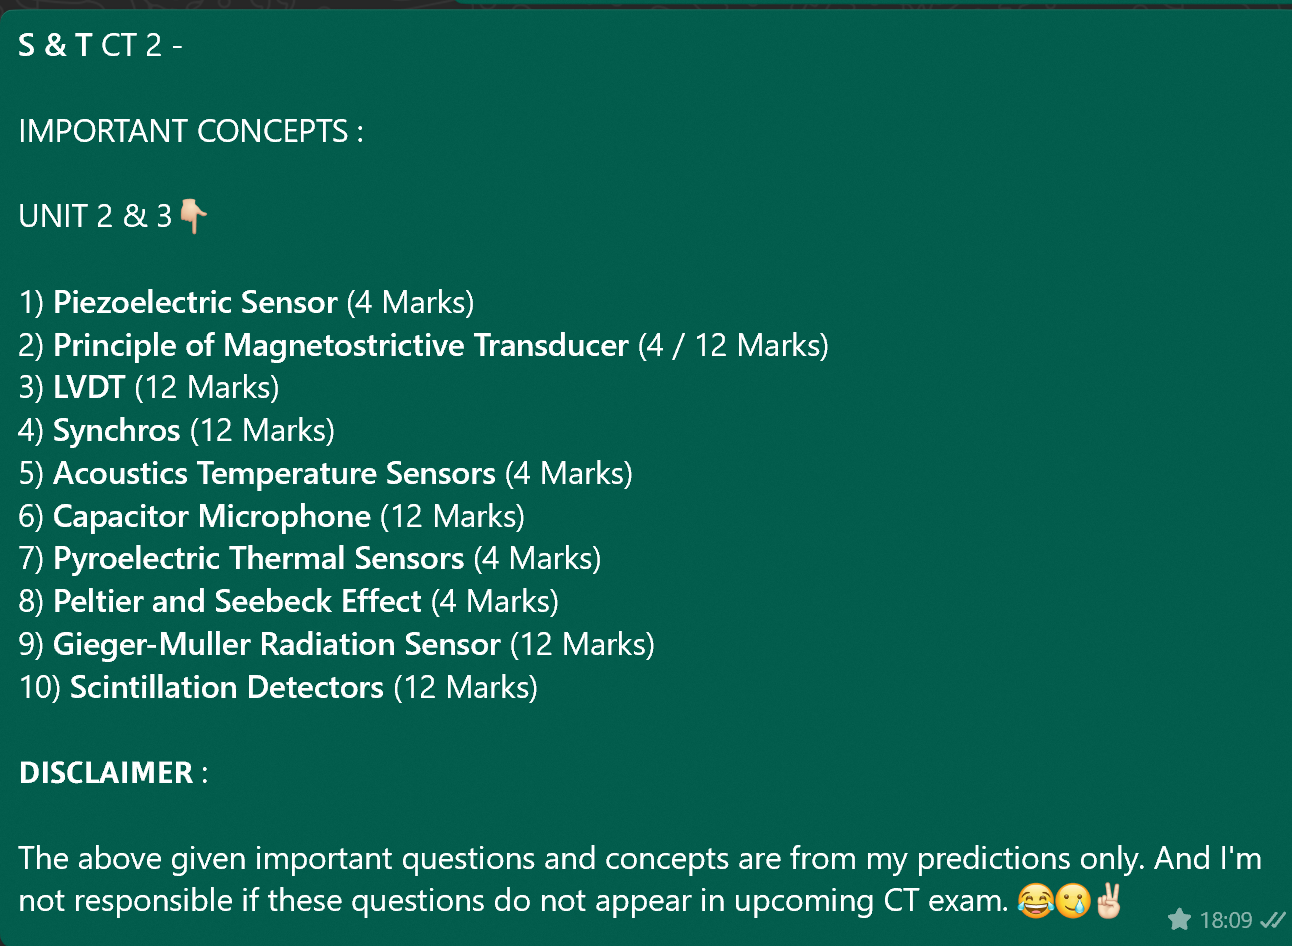 S & T CT 2 -
IMPORTANT CONCEPTS :
UNIT 2 & 3👇🏻
1) Piezoelectric Sensor (4 Marks)
2) Principle of Magnetostrictive Transducer (4 / 12 Marks)
3) LVDT (12 Marks)
4) Synchros (12 Marks)
5) Acoustics Temperature Sensors (4 Marks)
6) Capacitor Microphone (12 Marks)
7) Pyroelectric Thermal Sensors (4 Marks)
8) Peltier and Seebeck Effect (4 Marks)
9) Gieger-Muller Radiation Sensor (12 Marks)
10) Scintillation Detectors (12 Marks)
DISCLAIMER :
The above given important questions and concepts are from my predictions only. And I'm
not responsible if these questions do not appear in upcoming CT exam. 😂🥲✌🏻
18:09